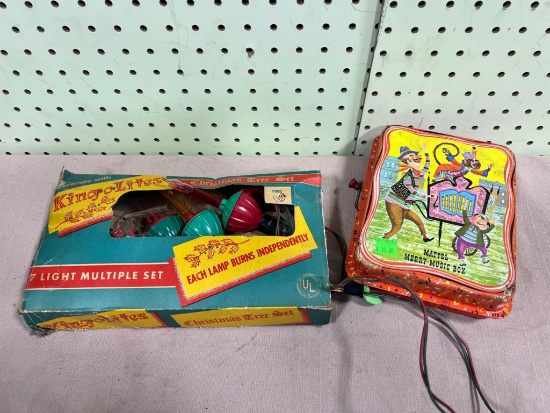 King-o-Lites
Christmas Tree Set
7 LIGHT MULTIPLE SET
EACH LAMP BURNS INDEPENDENTLY
UL
King-o-Lites
Christmas Tree Set
MATTEL
MERRY MUSIC BOX